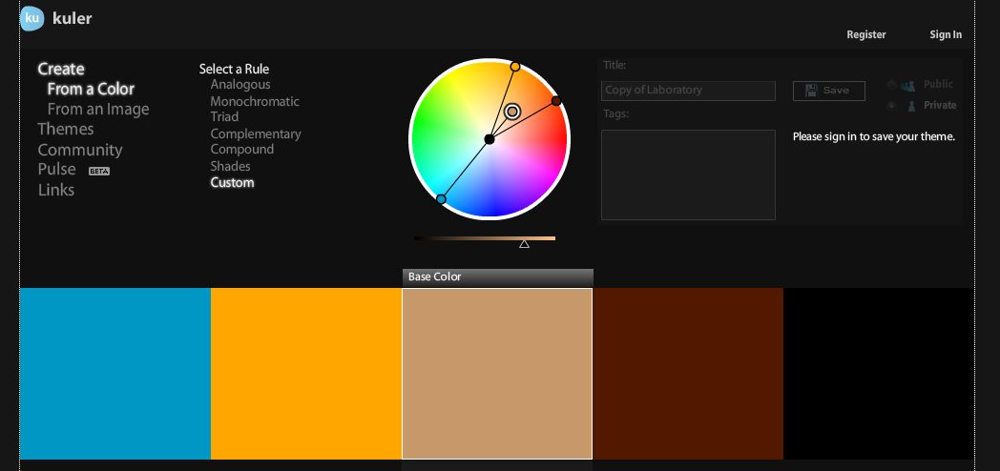 ku kuler
Register Sign In
Create
From a Color
From an Image
Themes
Community
Pulse BETA
Links
Select a Rule
Analogous
Monochromatic
Triad
Complementary
Compound
Shades
Custom
Title:
Copy of Laboratory
Save
Public
Private
Tags:
Please sign in to save your theme.
Base Color